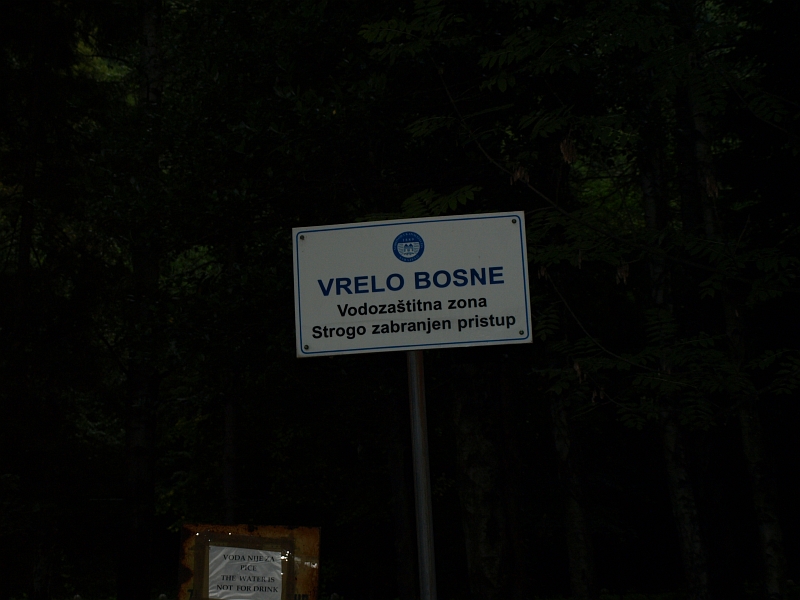 VRELO BOSNE
Vodozaštitna zona
Strogo zabranjen pristup
VODA NIJE ZA
PIĆE
THE WATER IS
NOT FOR DRINK